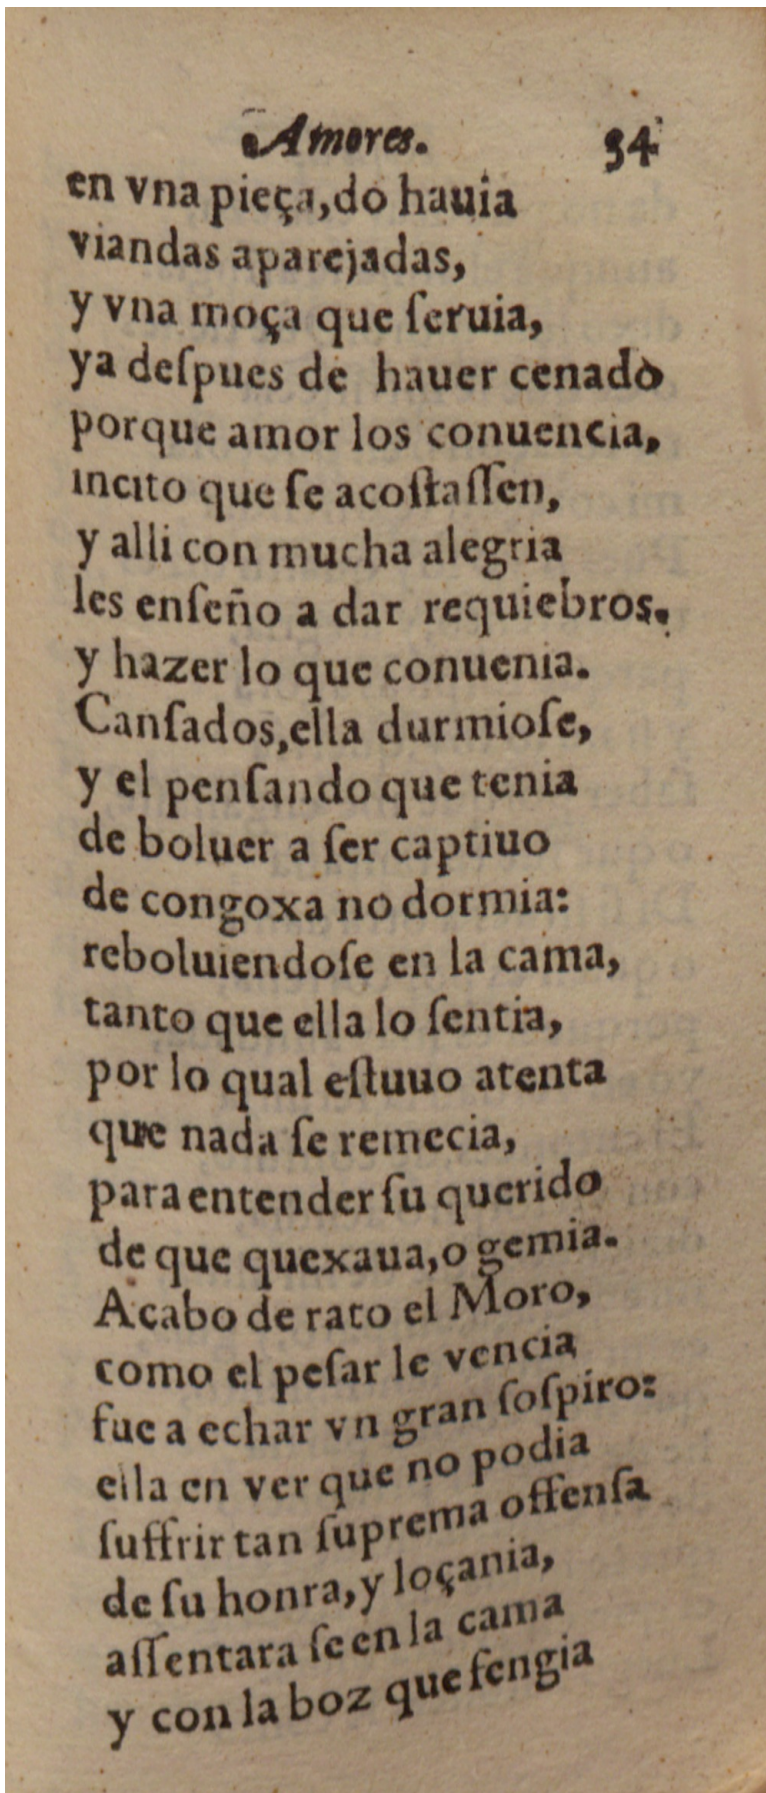 Amores. 54
en vna pieça,do hauia
viandas aparejadas,
y vna moça que ſeruia,
ya deſpues de hauer cenado
porque amor los conuencia,
incito que ſe acoſtaſſen,
y alli con mucha alegria
les enſeño a dar requiebros.
y hazer lo que conuenia.
Canſados,ella durmioſe,
y el penſando que tenia
de boluer a ſer captiuo
de congoxa no dormia:
reboluiendoſe en la cama,
tanto que ella lo ſentia,
por lo qual eſtuuo atenta
que nada ſe remecia,
para entender ſu querido
de que quexaua,o gemia.
Acabo de rato el Moro,
como el peſar le vencia
fue a echar vn gran ſoſpiro:
ella en ver que no podia
ſuffrir tan ſuprema offenſa
de ſu honra,y loçania,
aſſentara ſe en la cama
y con la boz que fengia